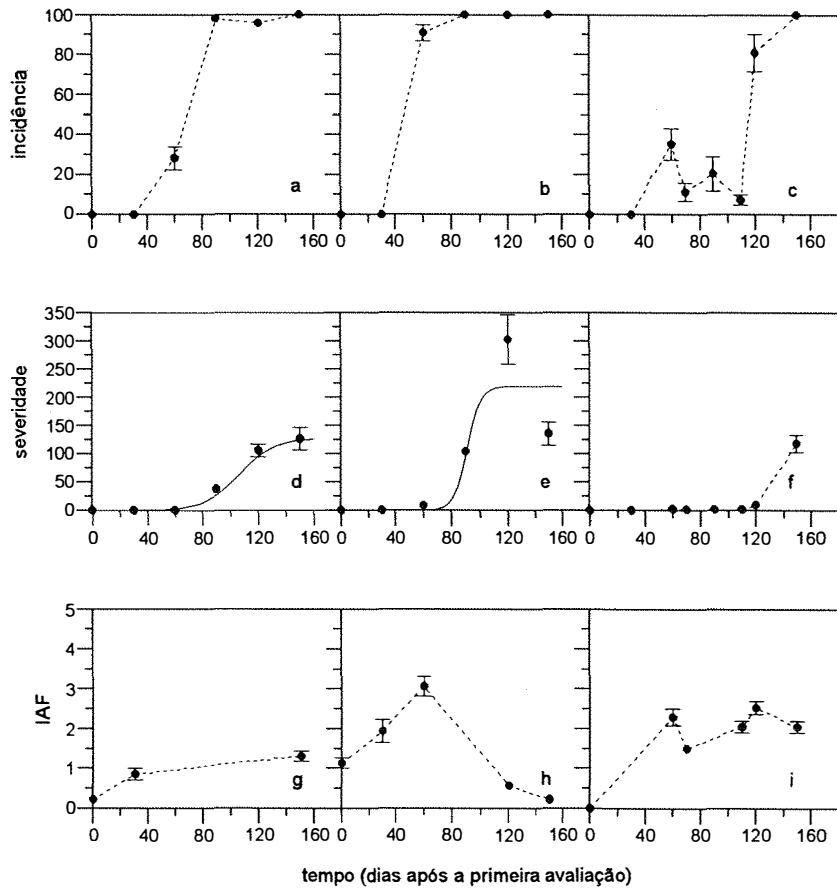 100
80
60
40
20
0
incidência
a
b
c
0 40 80 120 0 40 80 120 0 40 80 120 160
350
300
250
200
150
100
50
0
severidade
d
e
f
0 40 80 120 0 40 80 120 160 0 40 80 120 160
5
4
3
2
1
0
IAF
g
h
i
0 40 80 120 160 0 40 80 120 160 0 40 80 120 160
tempo (dias após a primeira avaliação)